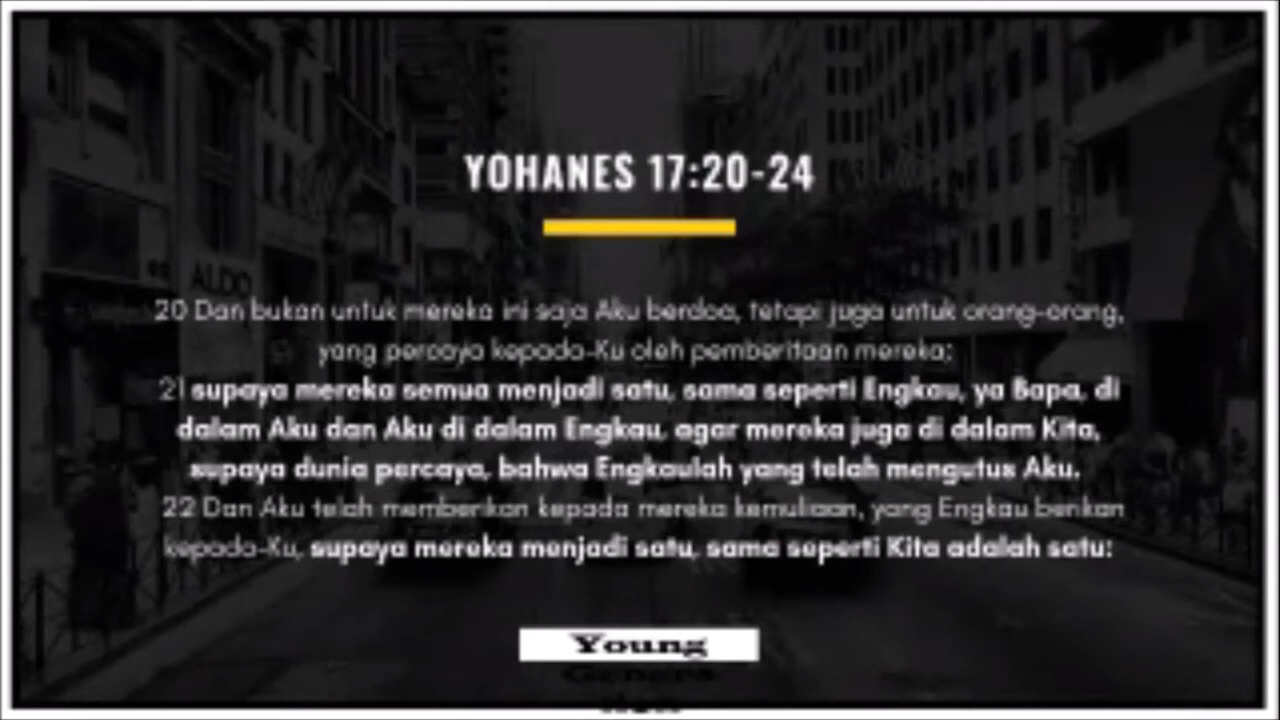 YOHANES 17:20-24
ALDO
20 Dan bukan untuk mereka ini saja Aku berdoa, tetapi juga untuk orang-orang,
yang percaya kepada-Ku oleh pemberitaan mereka;
21 supaya mereka semua menjadi satu, sama seperti Engkau, ya Bapa, di
dalam Aku dan Aku di dalam Engkau, agar mereka juga di dalam Kita,
supaya dunia percaya, bahwa Engkaulah yang telah mengutus Aku.
22 Dan Aku telah memberikan kepada mereka kemuliaan, yang Engkau berikan
kepada-Ku, supaya mereka menjadi satu, sama seperti Kita adalah satu:
Young
Genera
tion